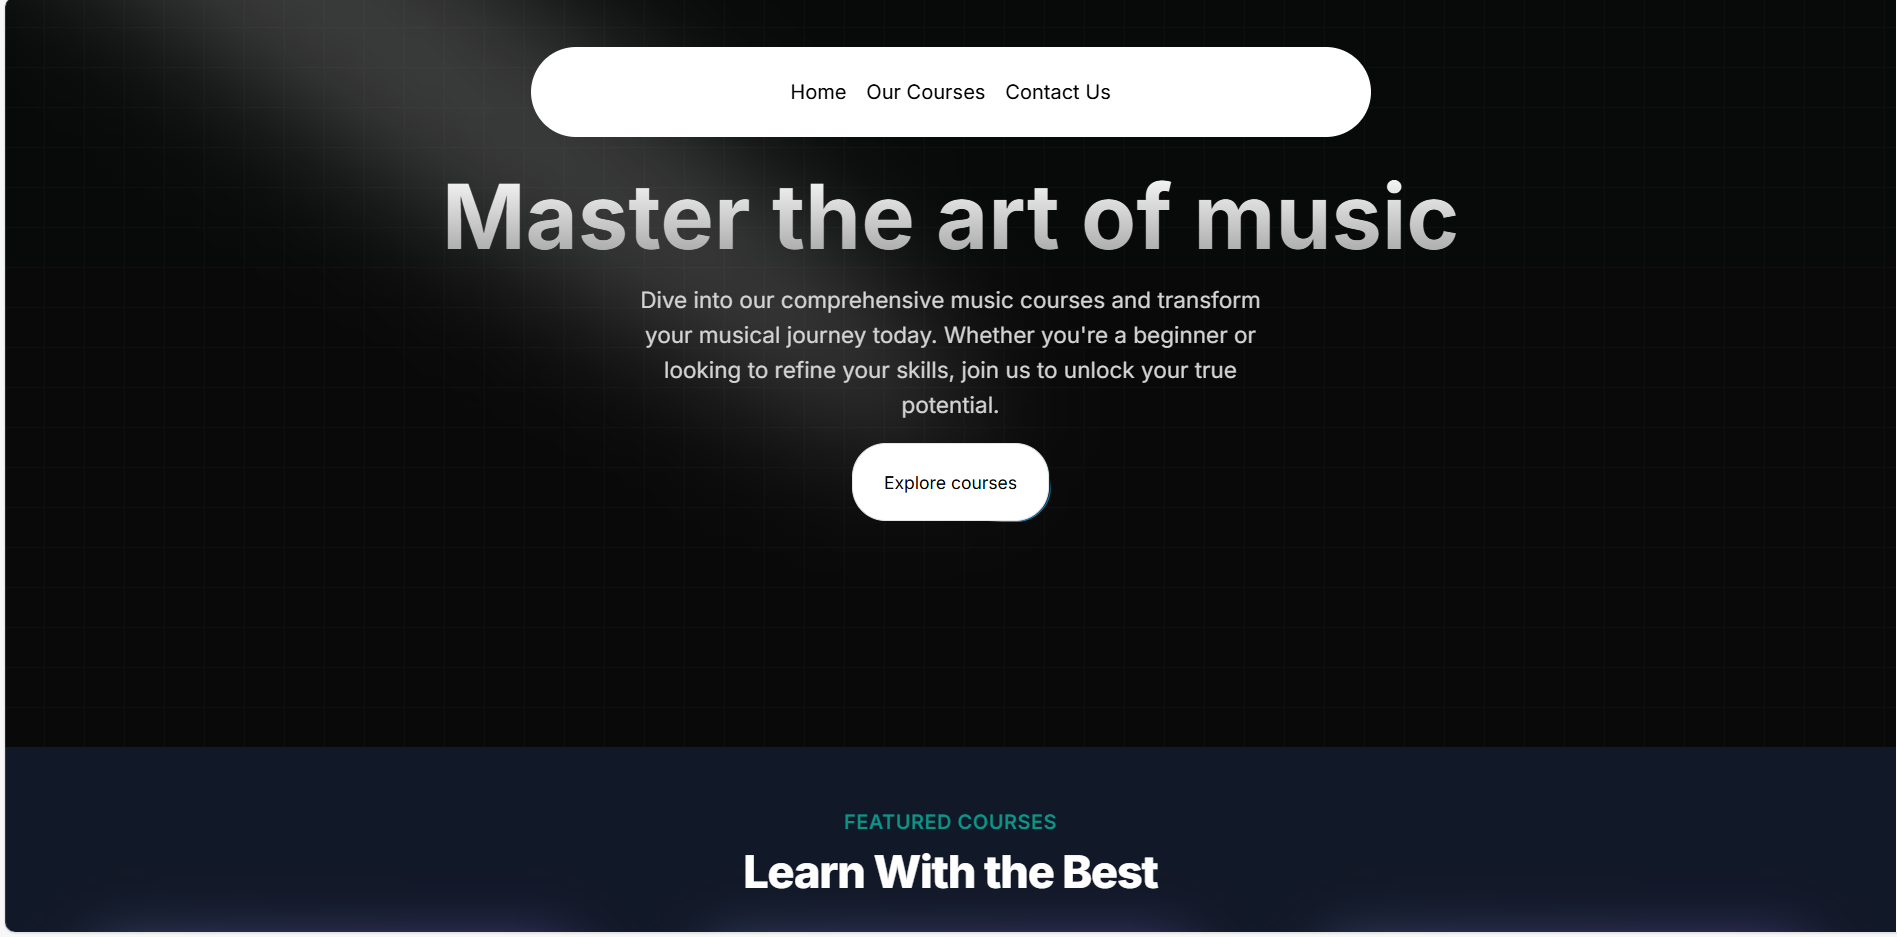 Home Our Courses Contact Us
Master the art of music
Dive into our comprehensive music courses and transform
your musical journey today. Whether you're a beginner or
looking to refine your skills, join us to unlock your true
potential.
Explore courses
FEATURED COURSES
Learn With the Best